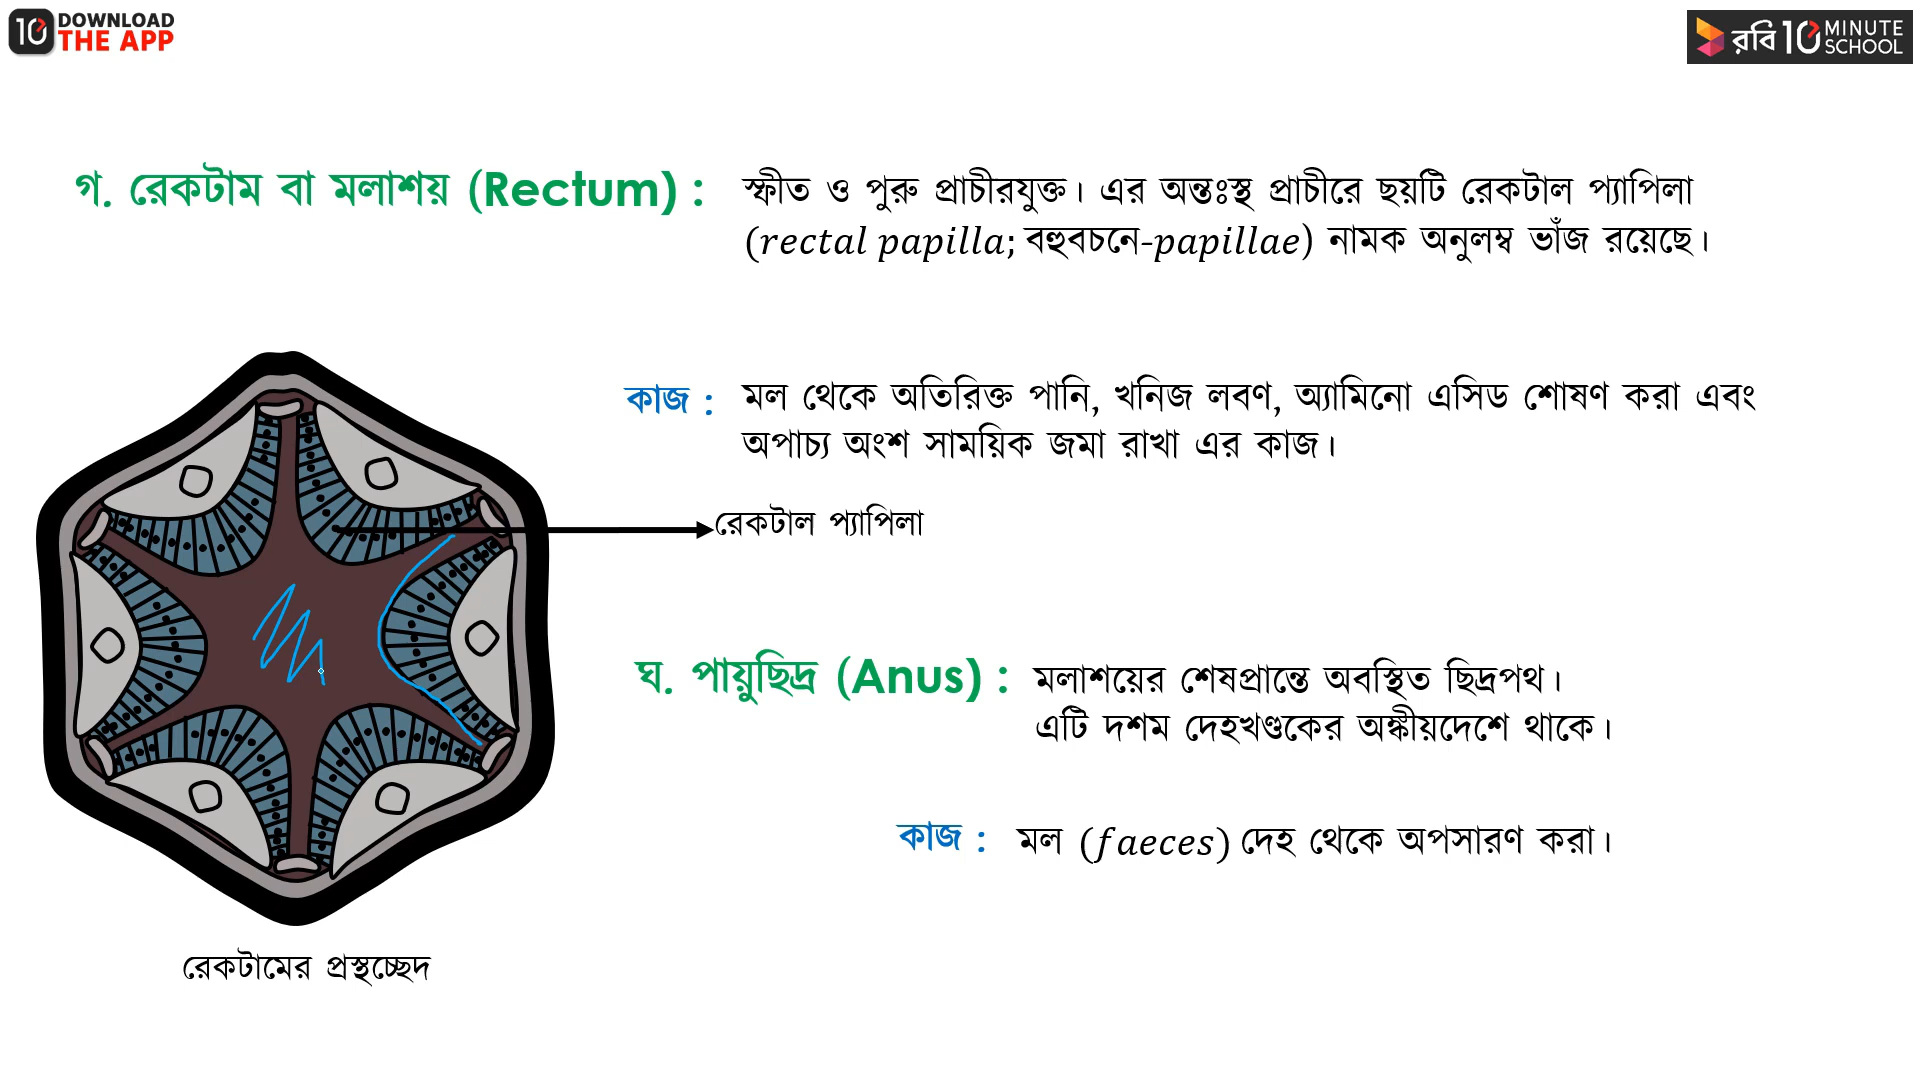 10 DOWNLOAD THE APP
রবি 10 MINUTE SCHOOL
গ. রেকটাম বা মলাশয় (Rectum) : স্ফীত ও পুরু প্রাচীরযুক্ত। এর অন্তঃস্থ প্রাচীরে ছয়টি রেকটাল প্যাপিলা
(rectal papilla; বহুবচনে-papillae) নামক অনুলম্ব ভাঁজ রয়েছে।
কাজ : মল থেকে অতিরিক্ত পানি, খনিজ লবণ, অ্যামিনো এসিড শোষণ করা এবং
অপাচ্য অংশ সাময়িক জমা রাখা এর কাজ।
রেকটাল প্যাপিলা
ঘ. পায়ুছিদ্র (Anus) : মলাশয়ের শেষপ্রান্তে অবস্থিত ছিদ্রপথ।
এটি দশম দেহখণ্ডকের অঙ্কীয়দেশে থাকে।
কাজ : মল (faeces) দেহ থেকে অপসারণ করা।
রেকটামের প্রস্থচ্ছেদ